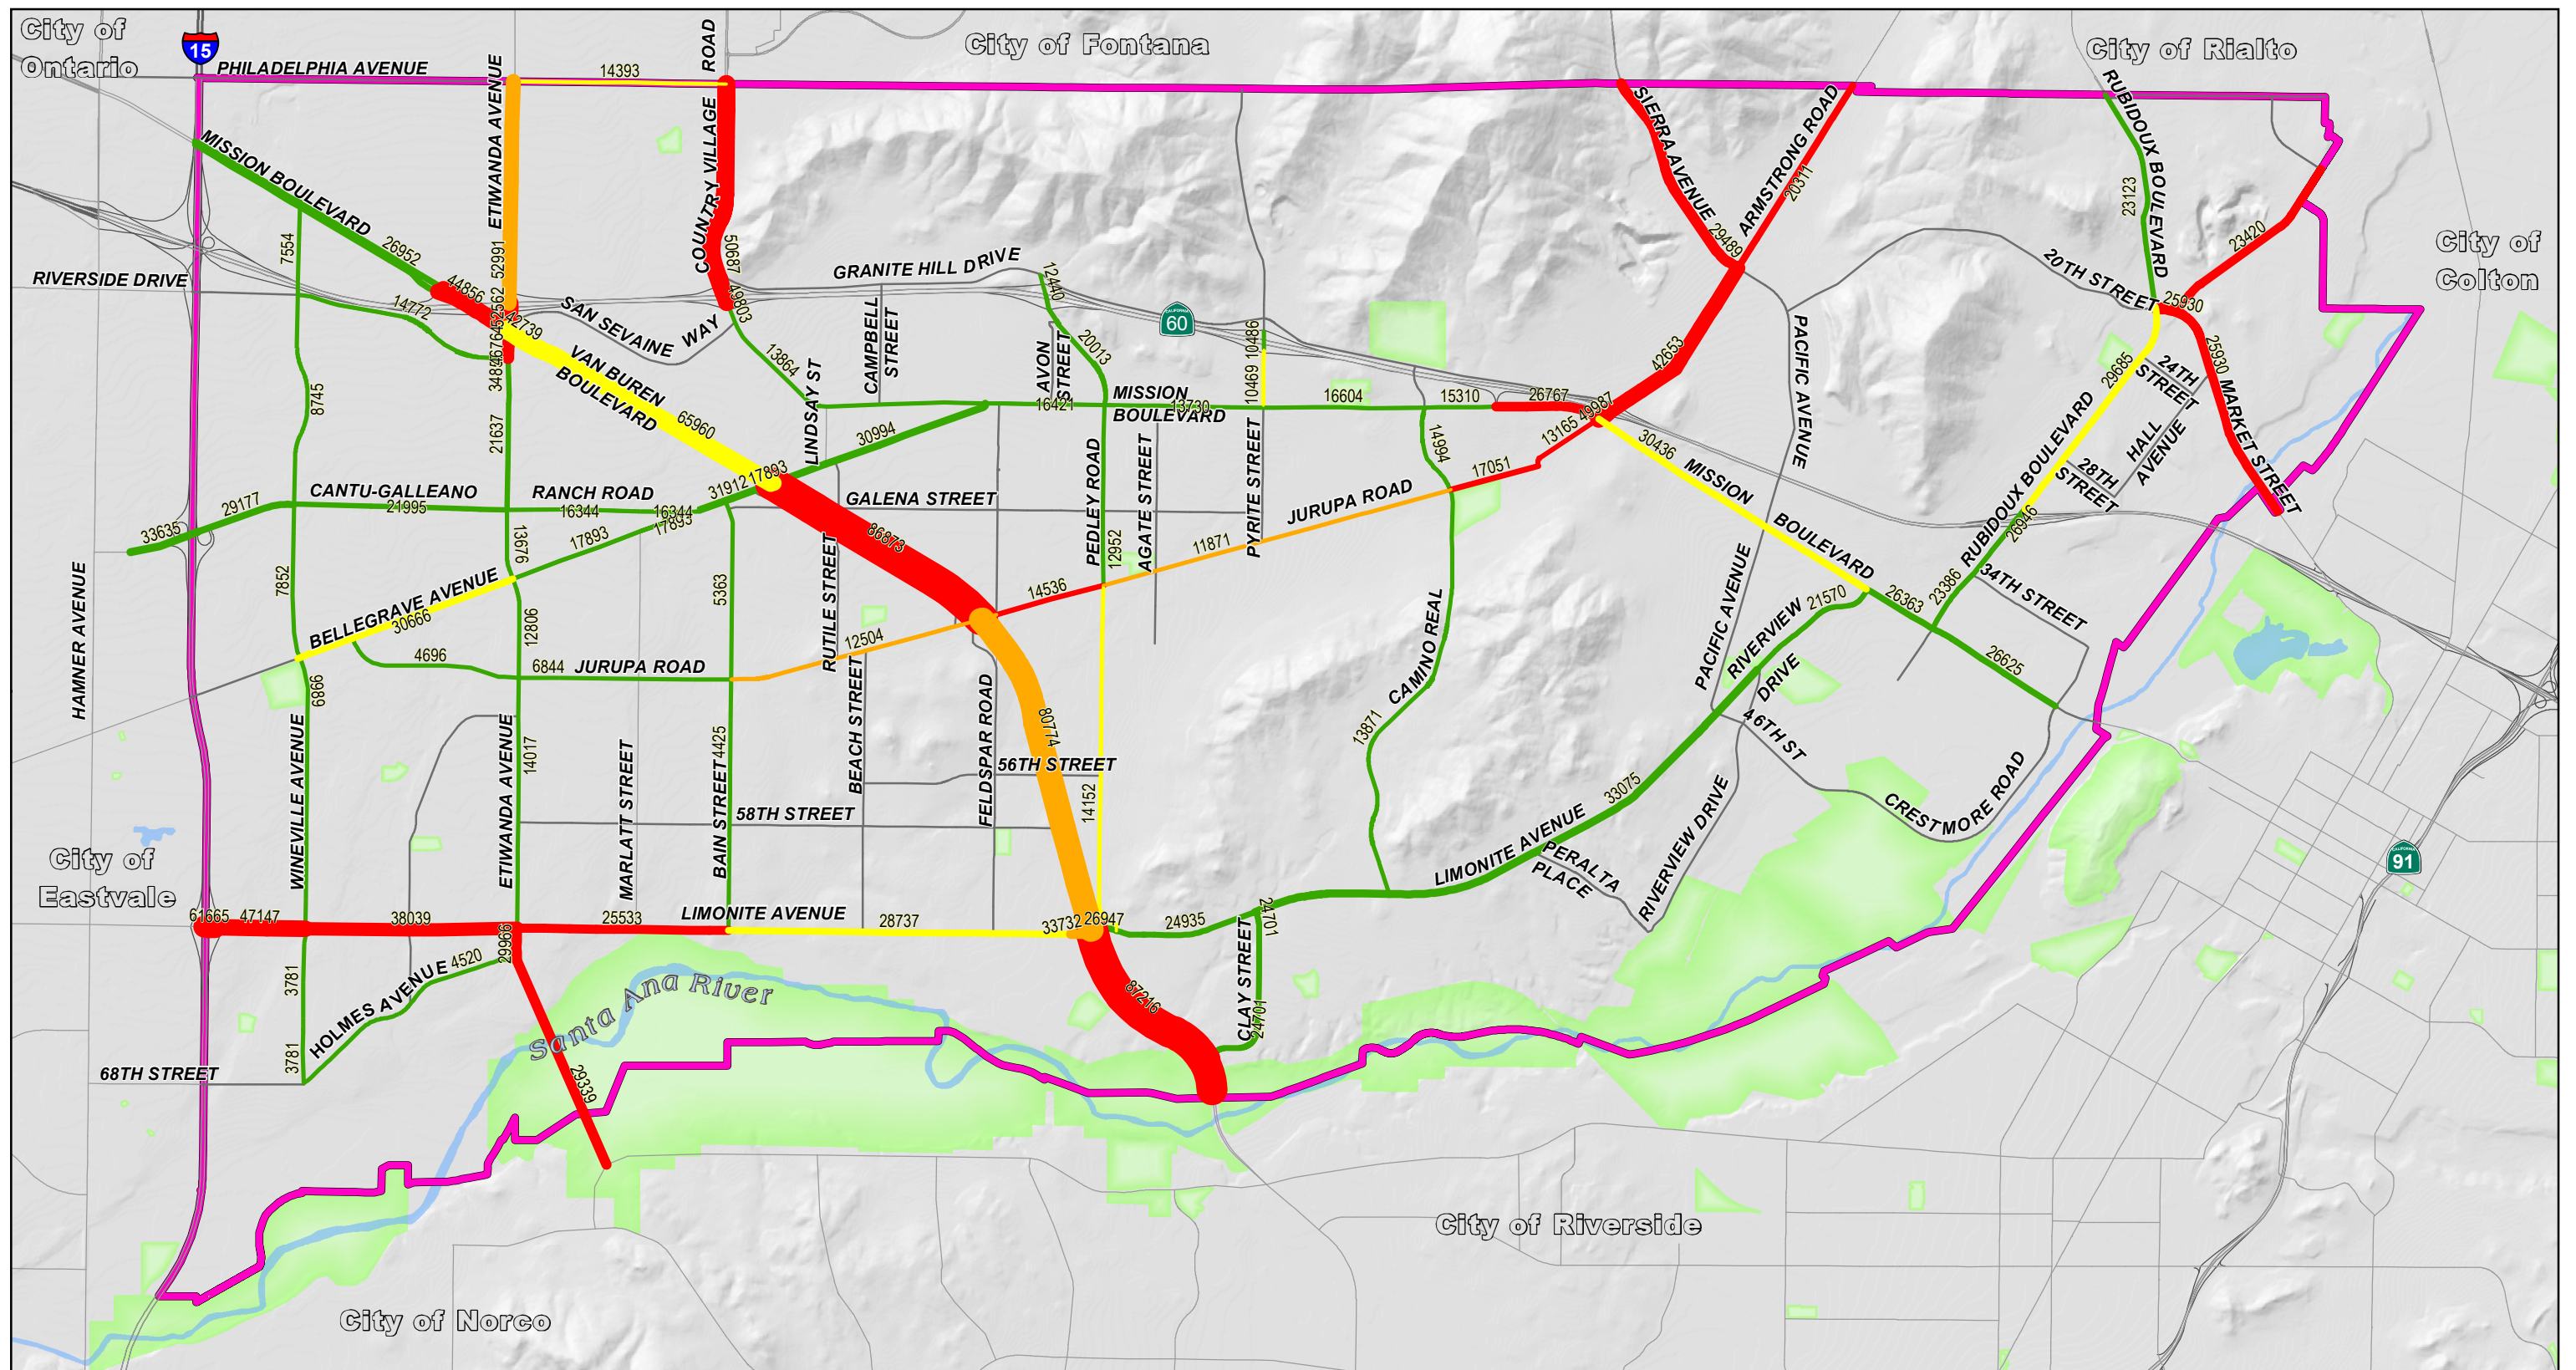 City of
Ontario
15
PHILADELPHIA AVENUE
14393
ETIWANDA AVENUE
COUNTRY VILLAGE ROAD
City of Fontana
City of Rialto
SIERRA AVENUE
ARMSTRONG ROAD
20311
29489
RUBIDOUX BOULEVARD
23123
23420
City of
Colton
MISSION BOULEVARD
26952
7554
52991
50987
49803
RIVERSIDE DRIVE
14772
44856
42739
SAN SEVAINE WAY
GRANITE HILL DRIVE
12440
20013
60
10486
10469
20TH STREET
25930
25930
MARKET STREET
29685
24TH
STREET
HALL
AVENUE
28TH
STREET
RUBIDOUX BOULEVARD
26946
23386
34TH STREET
PACIFIC AVENUE
42653
49987
26767
15310
16604
13730
16421
MISSION
BOULEVARD
13864
LINDSAY ST
CAMPBELL
STREET
AVON
STREET
VAN BUREN
BOULEVARD
65960
8745
21637
30994
17893
31912
CANTU-GALLEANO
RANCH ROAD
29177
33635
21995
16344
16344
17893
17893
GALENA STREET
86873
PEDLEY ROAD
12952
AGATE STREET
PYRITE STREET
JURUPA ROAD
11871
14536
17051
13165
14994
30436
MISSION
BOULEVARD
26363
26625
HAMNER AVENUE
7852
BELLEGRAVE AVENUE
30666
13676
12806
5363
RUTILE STREET
12504
4696
6844
JURUPA ROAD
6866
CAMINO REAL
13871
PACIFIC AVENUE
RIVERVIEW
DRIVE
21570
46TH ST
CRESTMORE ROAD
WINEVILLE AVENUE
ETIWANDA AVENUE
14017
MARLATT STREET
BAIN STREET
4425
BEACH STREET
FELDSPAR ROAD
80774
56TH STREET
58TH STREET
14152
33075
LIMONITE AVENUE
PERALTA
PLACE
RIVERVIEW DRIVE
91
City of
Eastvale
61665
47147
38039
25533
LIMONITE AVENUE
28737
33732
26947
24935
24701
CLAY STREET
24701
29966
4520
HOLMES AVENUE
3781
3781
68TH STREET
Santa Ana River
87216
29339
City of Riverside
City of Norco